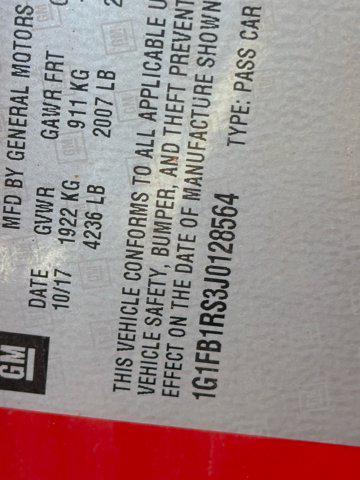 MFD BY GENERAL MOTORS
DATE GVWR GAWR FRT
10/17 1922 KG 911 KG
4236 LB 2007 LB
THIS VEHICLE CONFORMS TO ALL APPLICABLE
VEHICLE SAFETY, BUMPER, AND THEFT PREVENT
EFFECT ON THE DATE OF MANUFACTURE SHOWN
1G1FB1RS3J0128564 TYPE: PASS CAR
GM